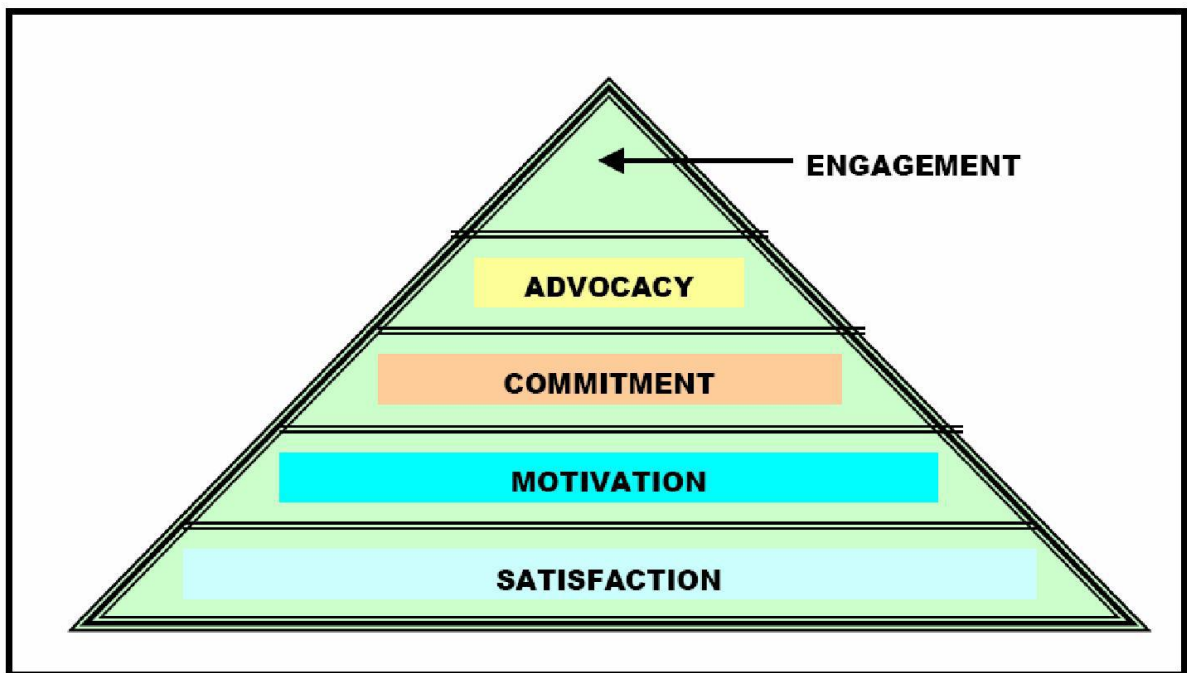 ENGAGEMENT
ADVOCACY
COMMITMENT
MOTIVATION
SATISFACTION